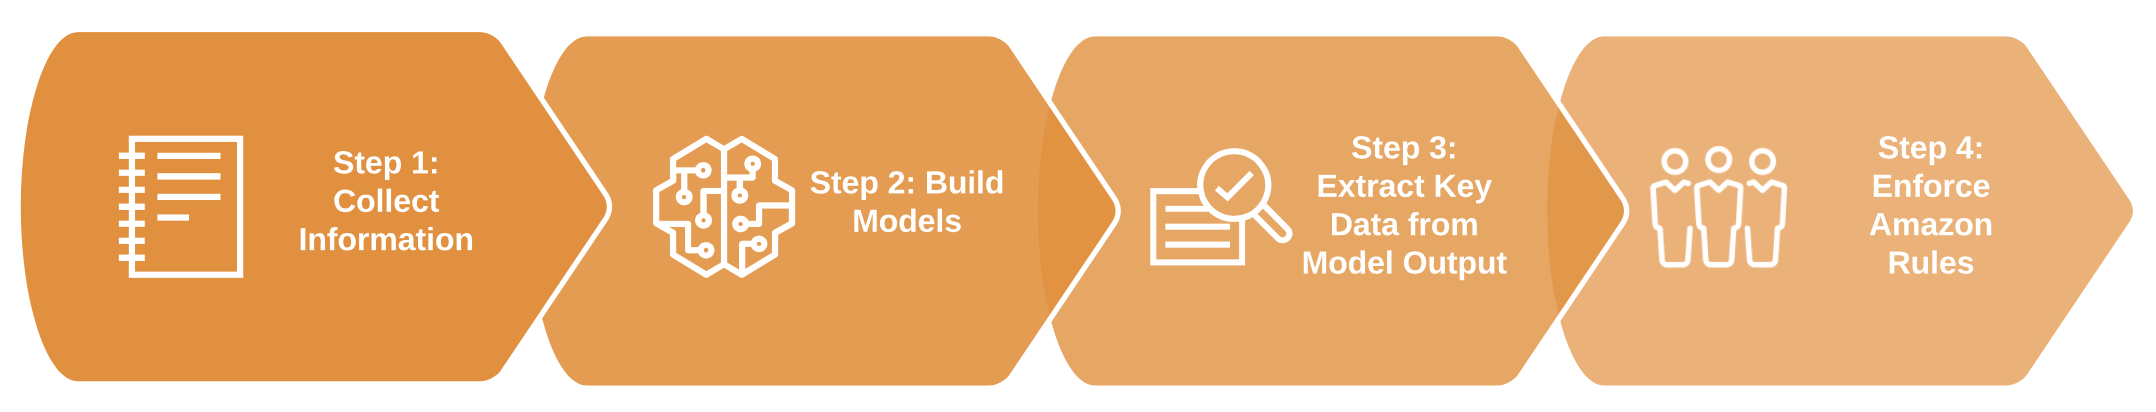 Step 1:
Collect
Information
Step 2: Build
Models
Step 3:
Extract Key
Data from
Model Output
Step 4:
Enforce
Amazon
Rules